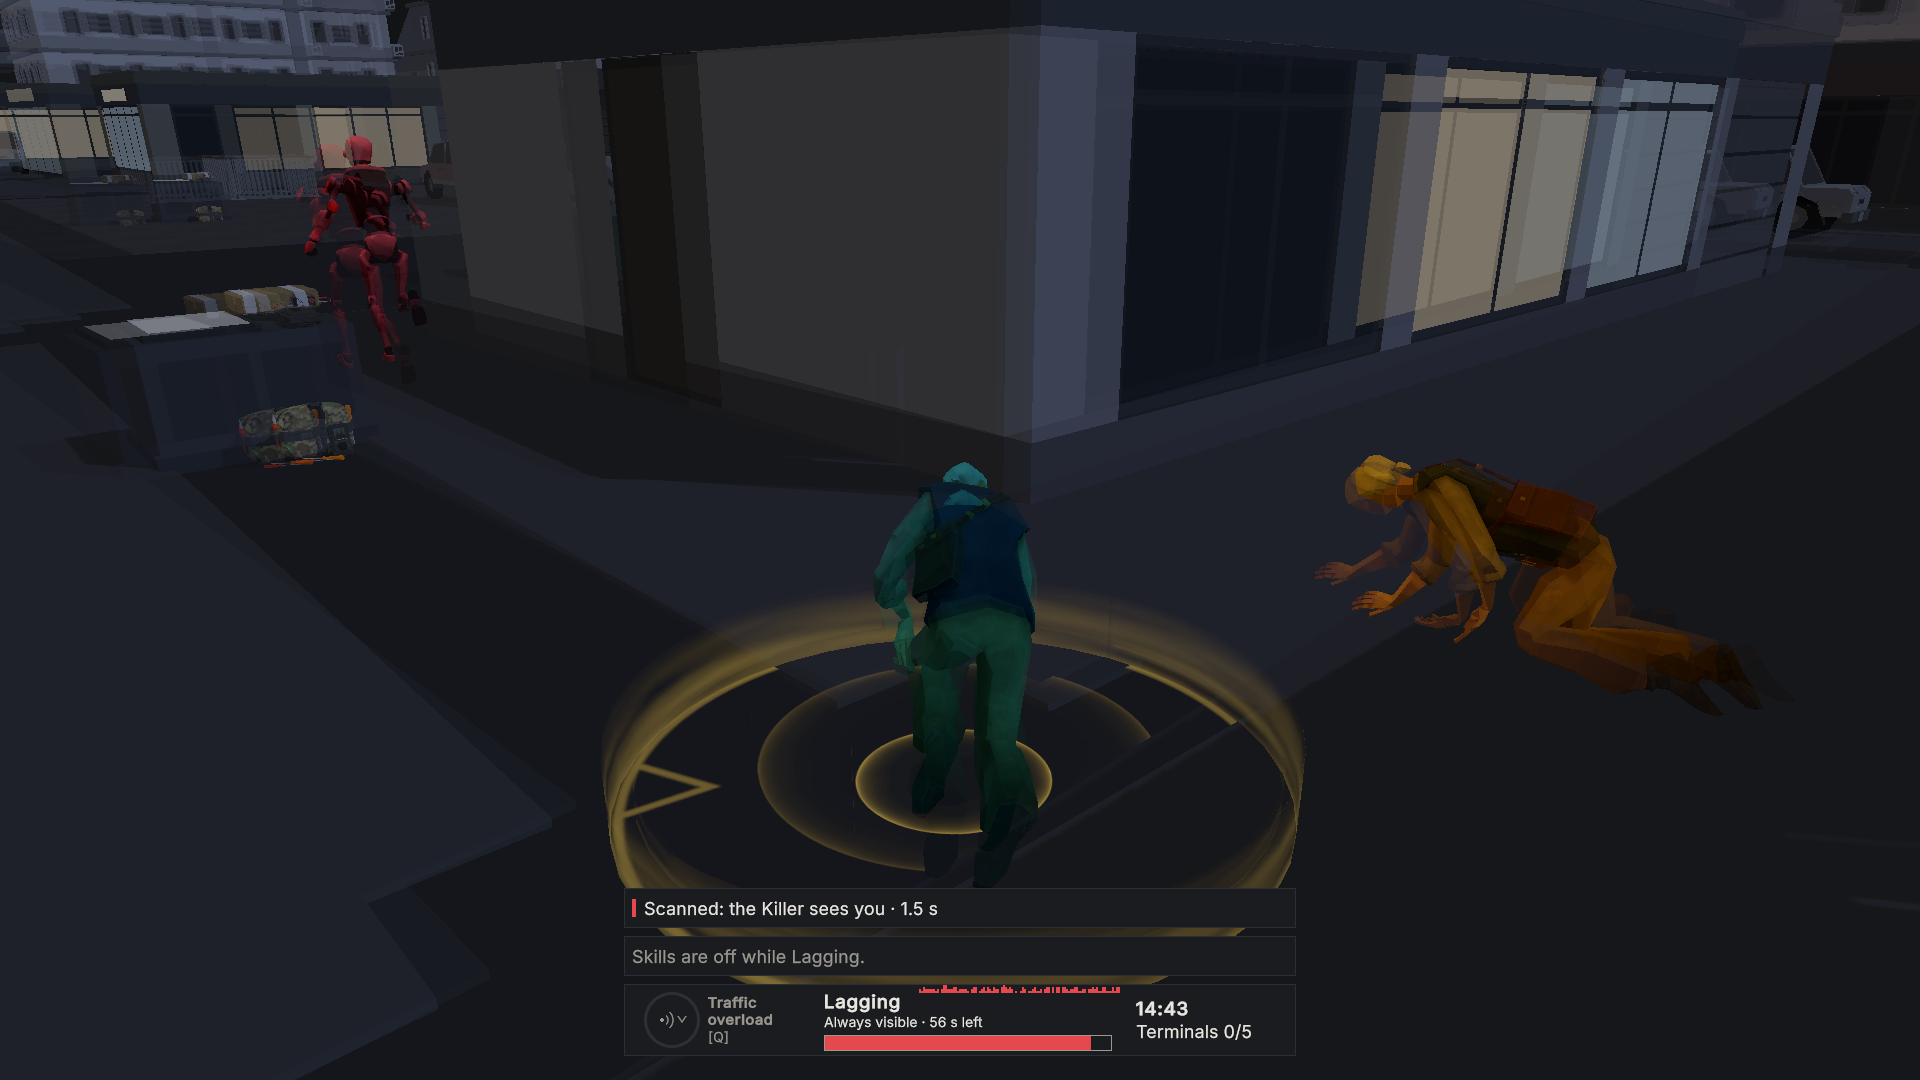 Scanned: the Killer sees you · 1.5 s
Skills are off while Lagging.
Traffic
overload
[Q]
Lagging
Always visible · 56 s left
14:43
Terminals 0/5